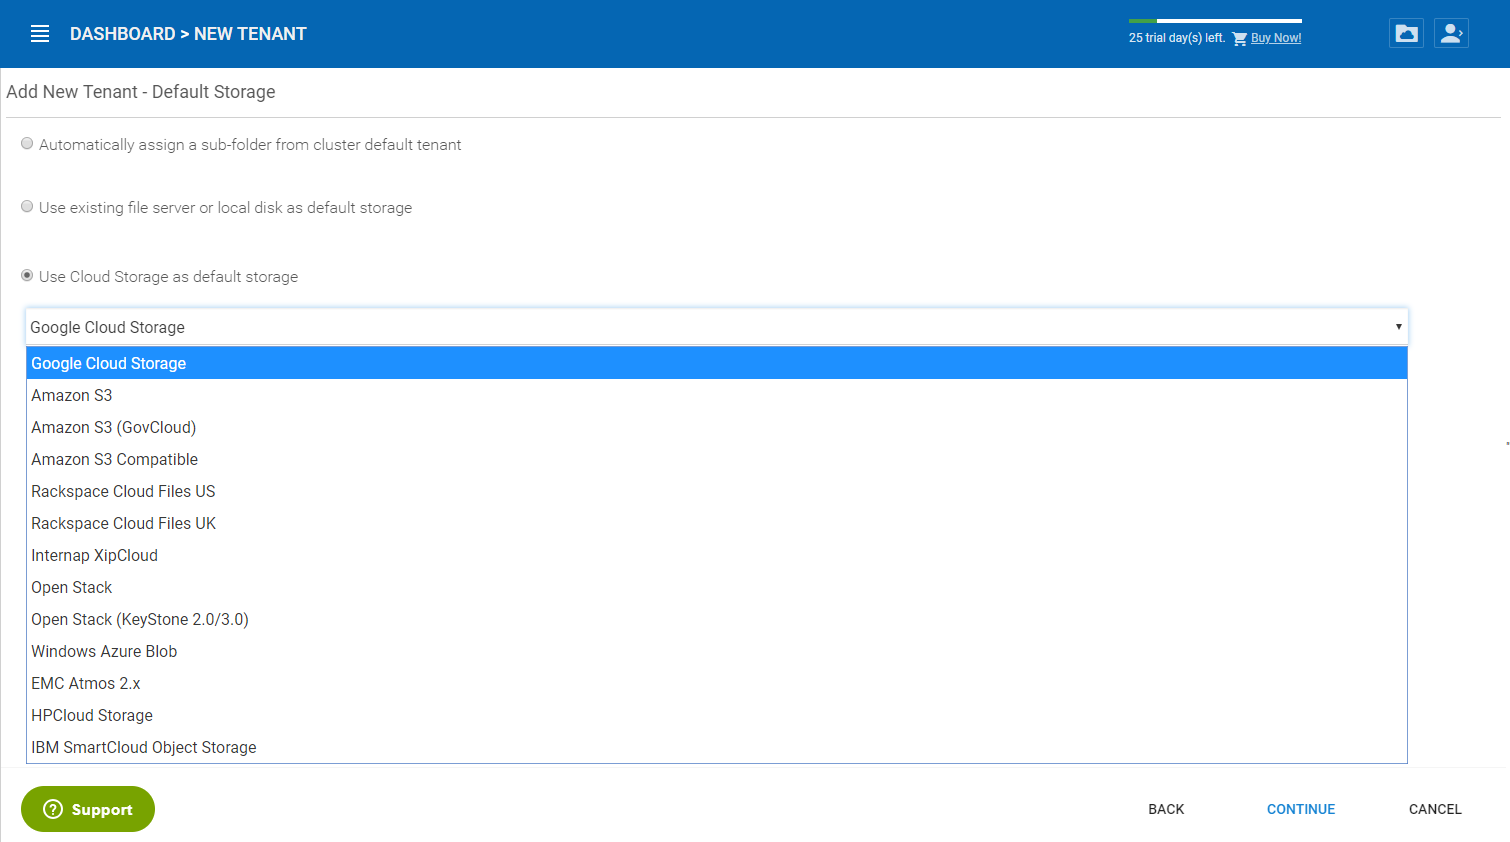 DASHBOARD > NEW TENANT
25 trial day(s) left. Buy Now!
Add New Tenant - Default Storage
Automatically assign a sub-folder from cluster default tenant
Use existing file server or local disk as default storage
Use Cloud Storage as default storage
Google Cloud Storage
Google Cloud Storage
Amazon S3
Amazon S3 (GovCloud)
Amazon S3 Compatible
Rackspace Cloud Files US
Rackspace Cloud Files UK
Internap XipCloud
Open Stack
Open Stack (KeyStone 2.0/3.0)
Windows Azure Blob
EMC Atmos 2.x
HPCloud Storage
IBM SmartCloud Object Storage
Support
BACK CONTINUE CANCEL